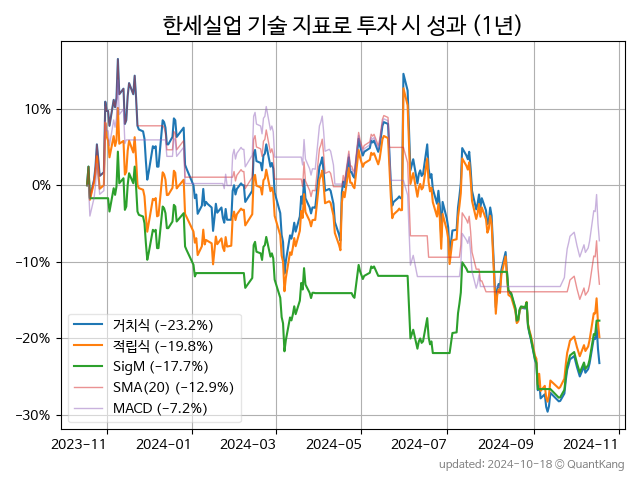 한세실업 기술 지표로 투자 시 성과 (1년)
10%
0%
−10%
−20%
−30%
거치식 (−23.2%)
적립식 (−19.8%)
SigM (−17.7%)
SMA(20) (−12.9%)
MACD (−7.2%)
2023-11 2024-01 2024-03 2024-05 2024-07 2024-09 2024-11
updated: 2024-10-18 © QuantKang